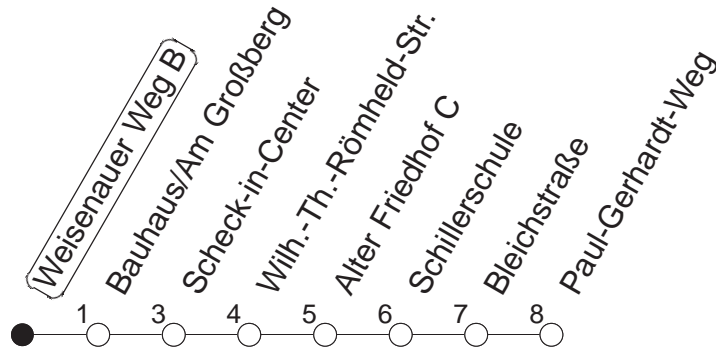 Weisenauer Weg B
Bauhaus/Am Großberg
Scheck-in-Center
Wilh.-Th.-Römheld-Str.
Alter Friedhof C
Schillerschule
Bleichstraße
Paul-Gerhardt-Weg
1 3 4 5 6 7 8